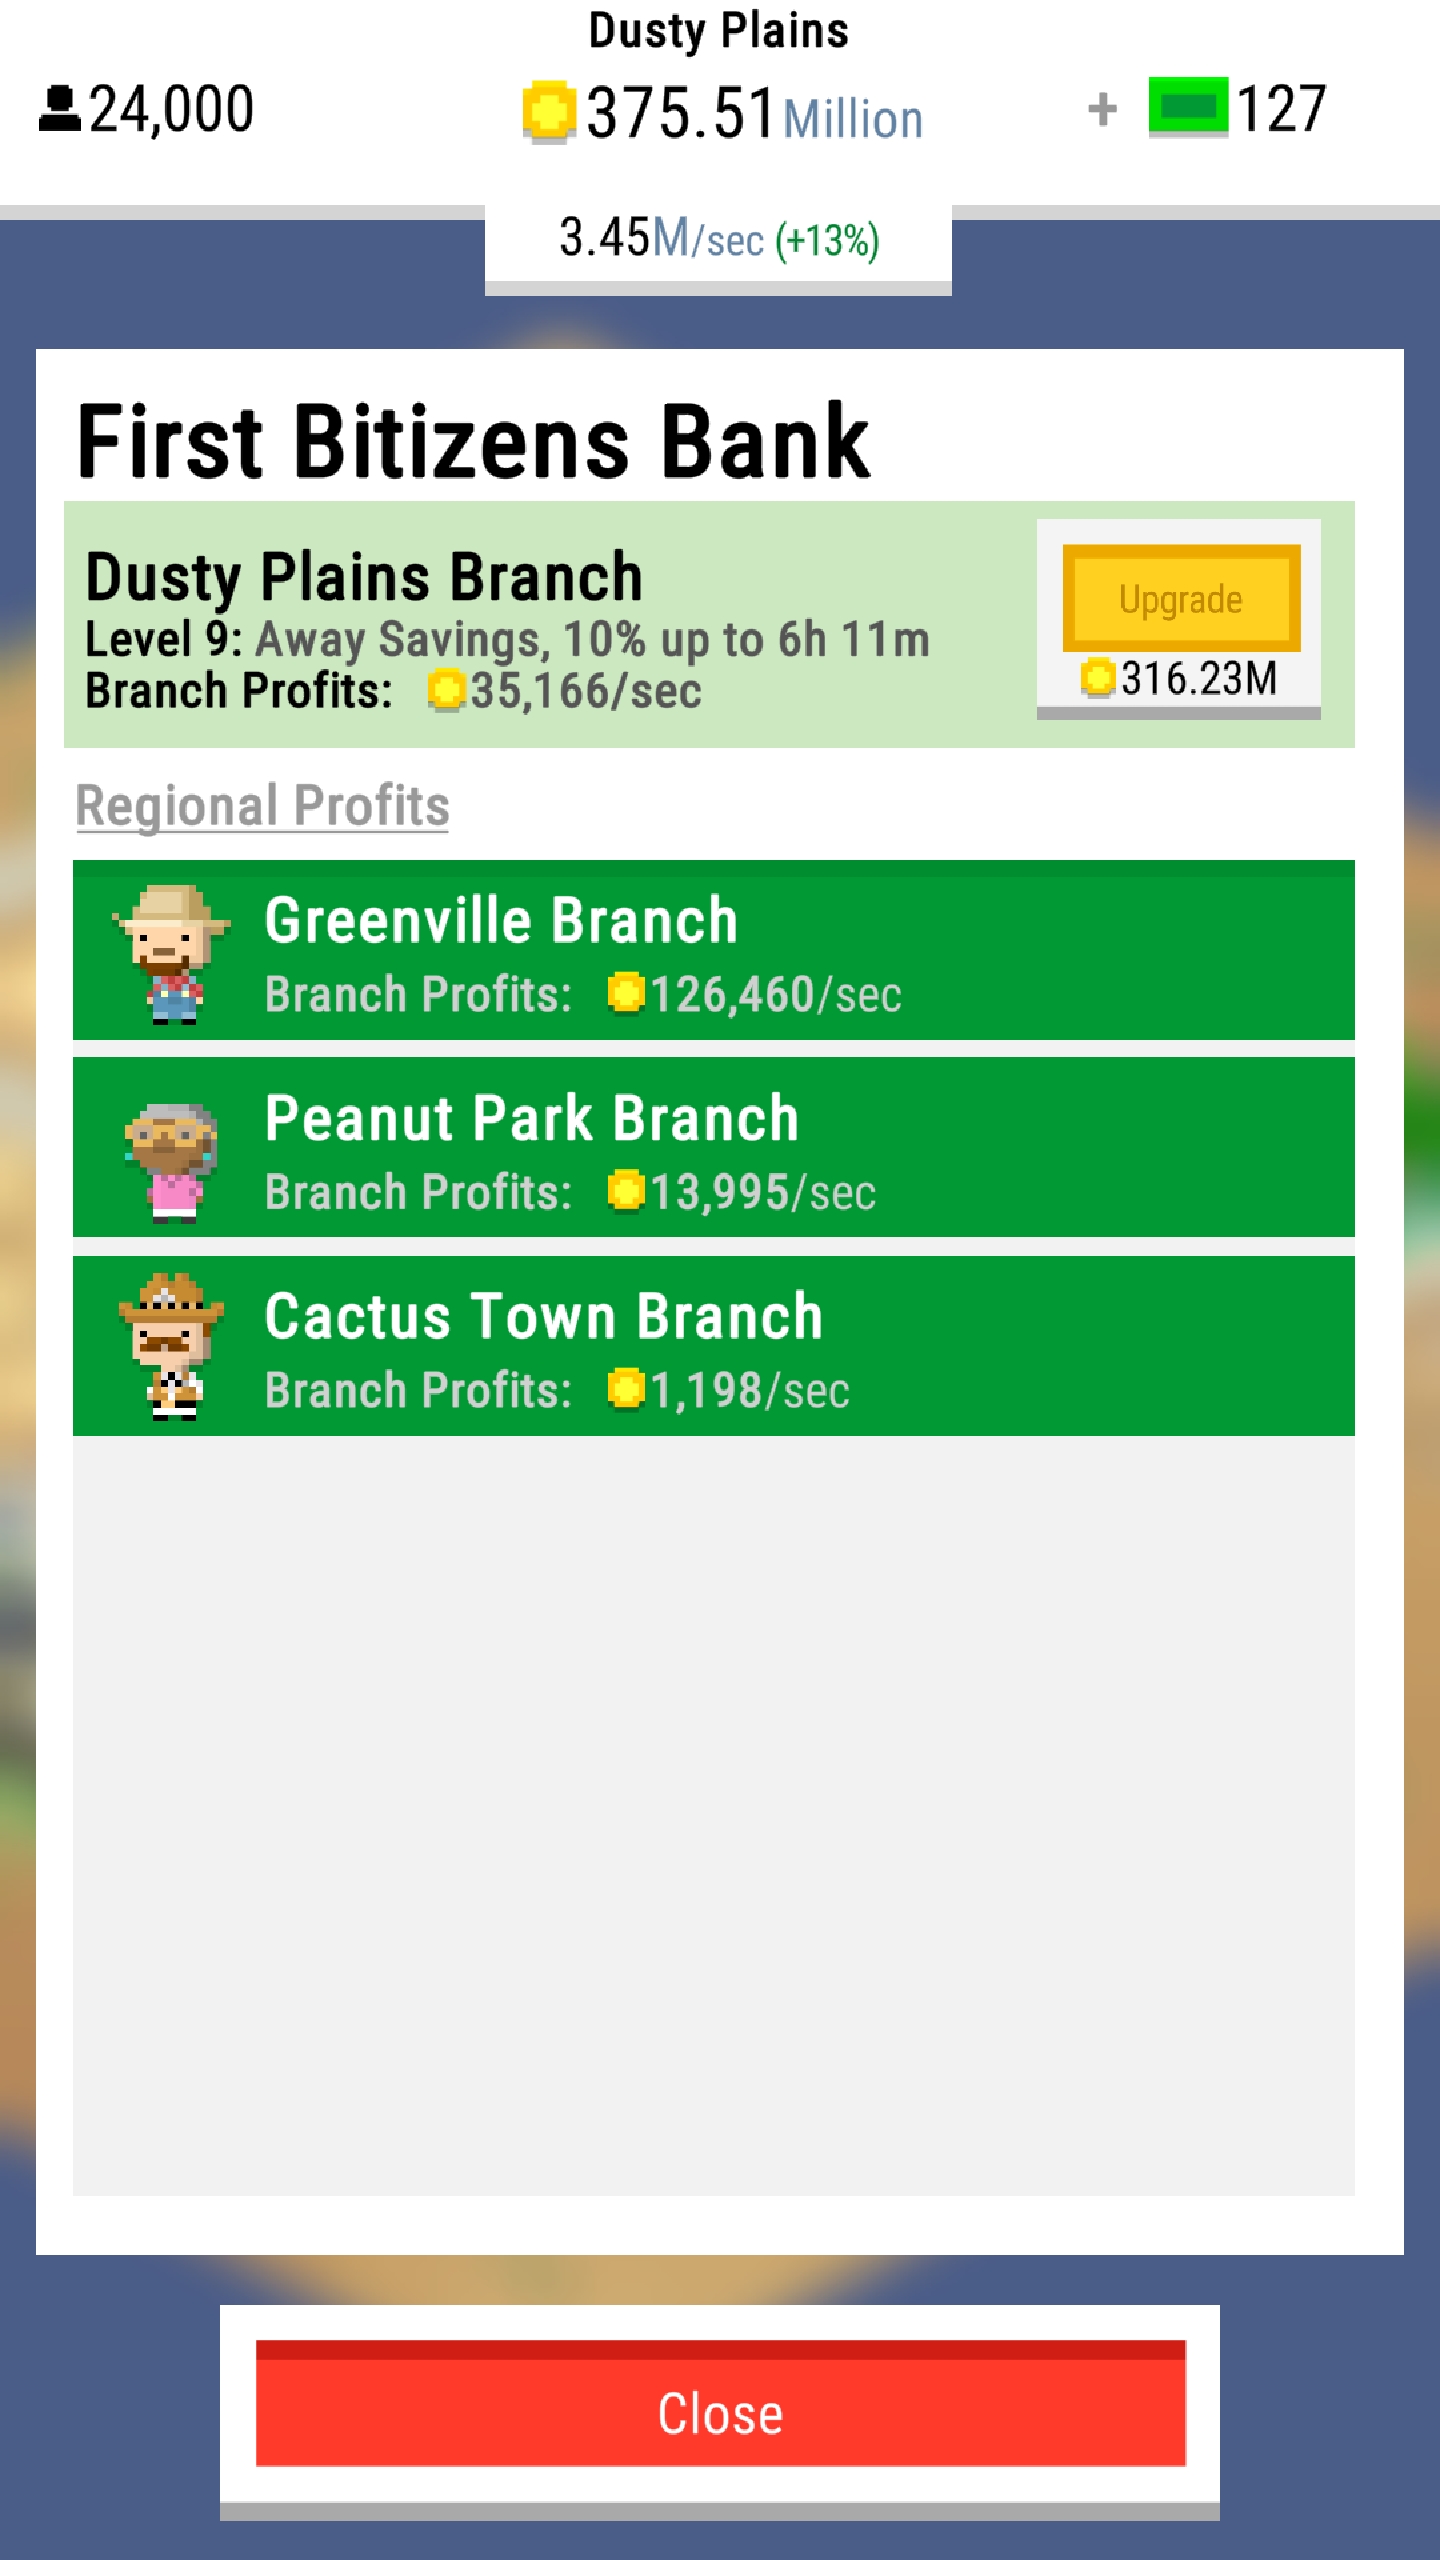 Dusty Plains
24,000
375.51Million
+ 127
3.45M/sec (+13%)
First Bitizens Bank
Dusty Plains Branch
Level 9: Away Savings, 10% up to 6h 11m
Branch Profits: 35,166/sec
Upgrade
316.23M
Regional Profits
Greenville Branch
Branch Profits: 126,460/sec
Peanut Park Branch
Branch Profits: 13,995/sec
Cactus Town Branch
Branch Profits: 1,198/sec
Close